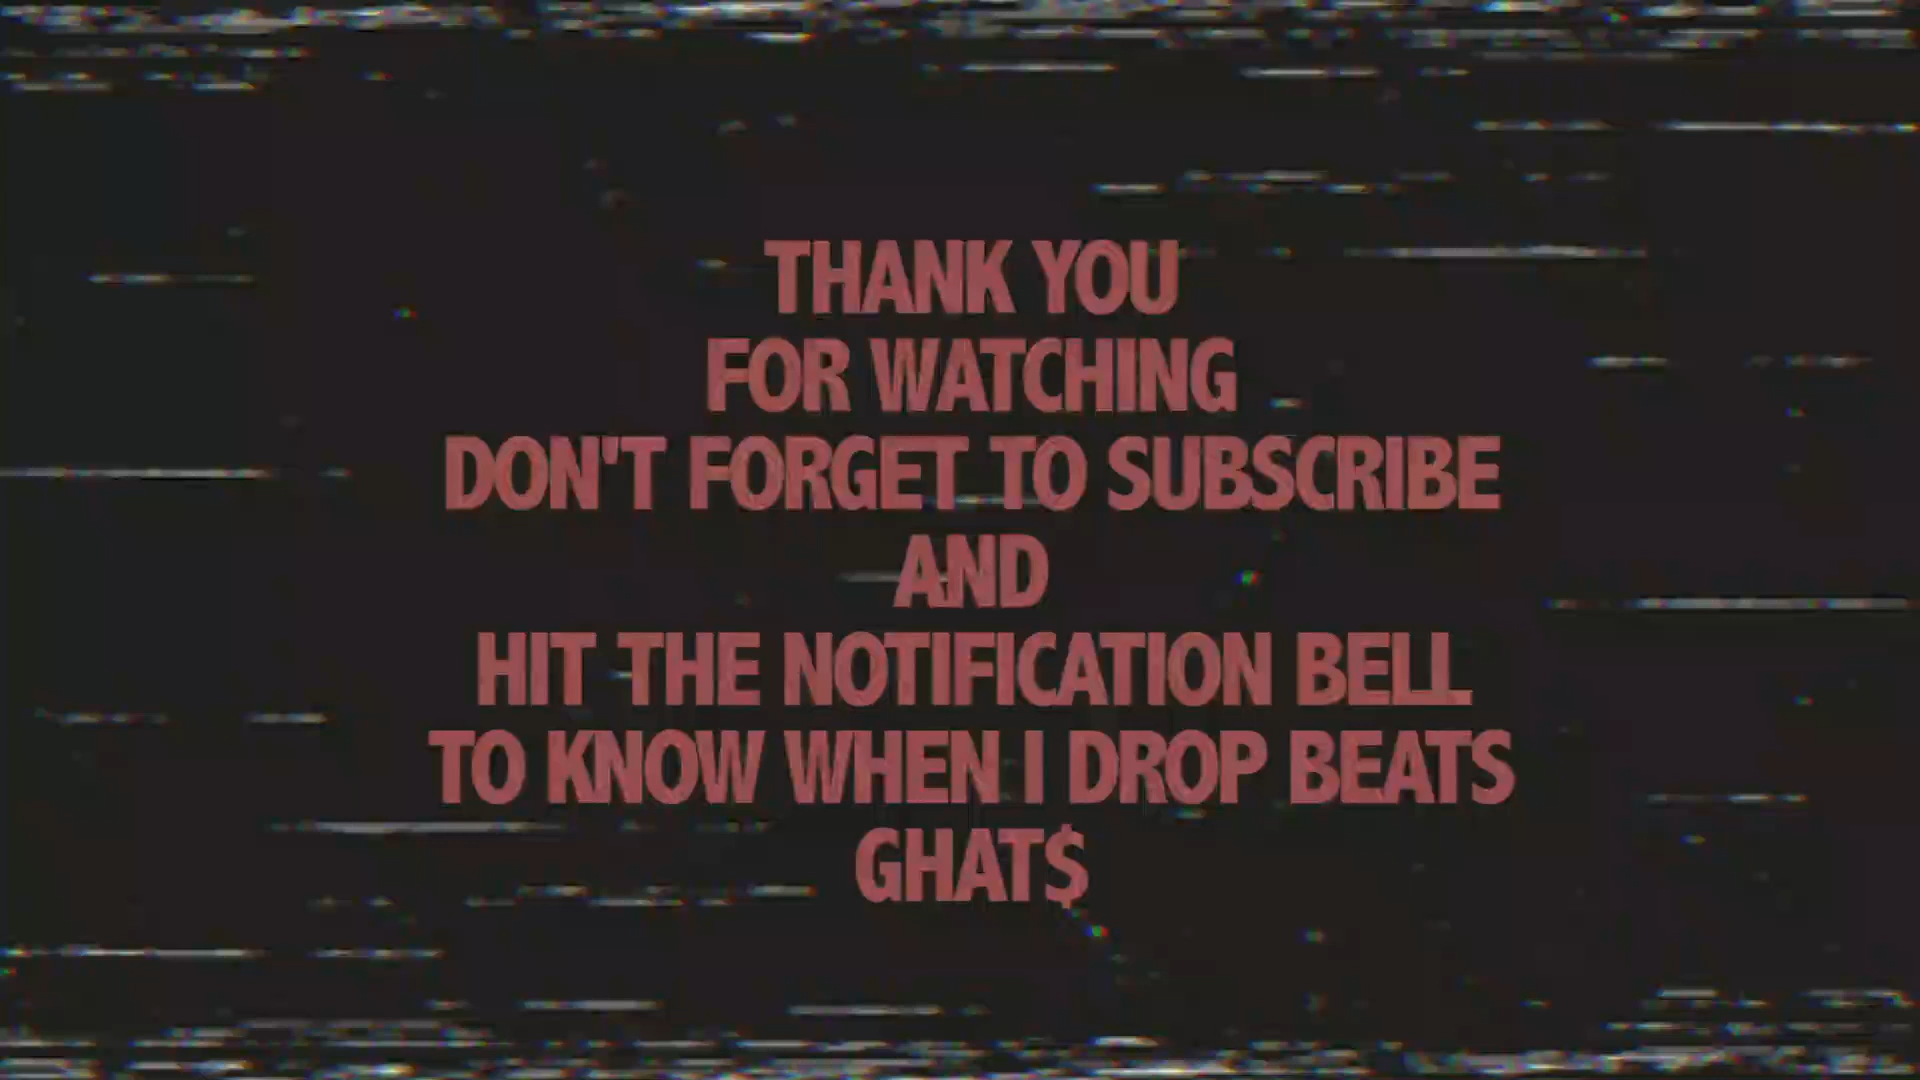 THANK YOU
FOR WATCHING
DON'T FORGET TO SUBSCRIBE
AND
HIT THE NOTIFICATION BELL
TO KNOW WHEN I DROP BEATS
GHAT$